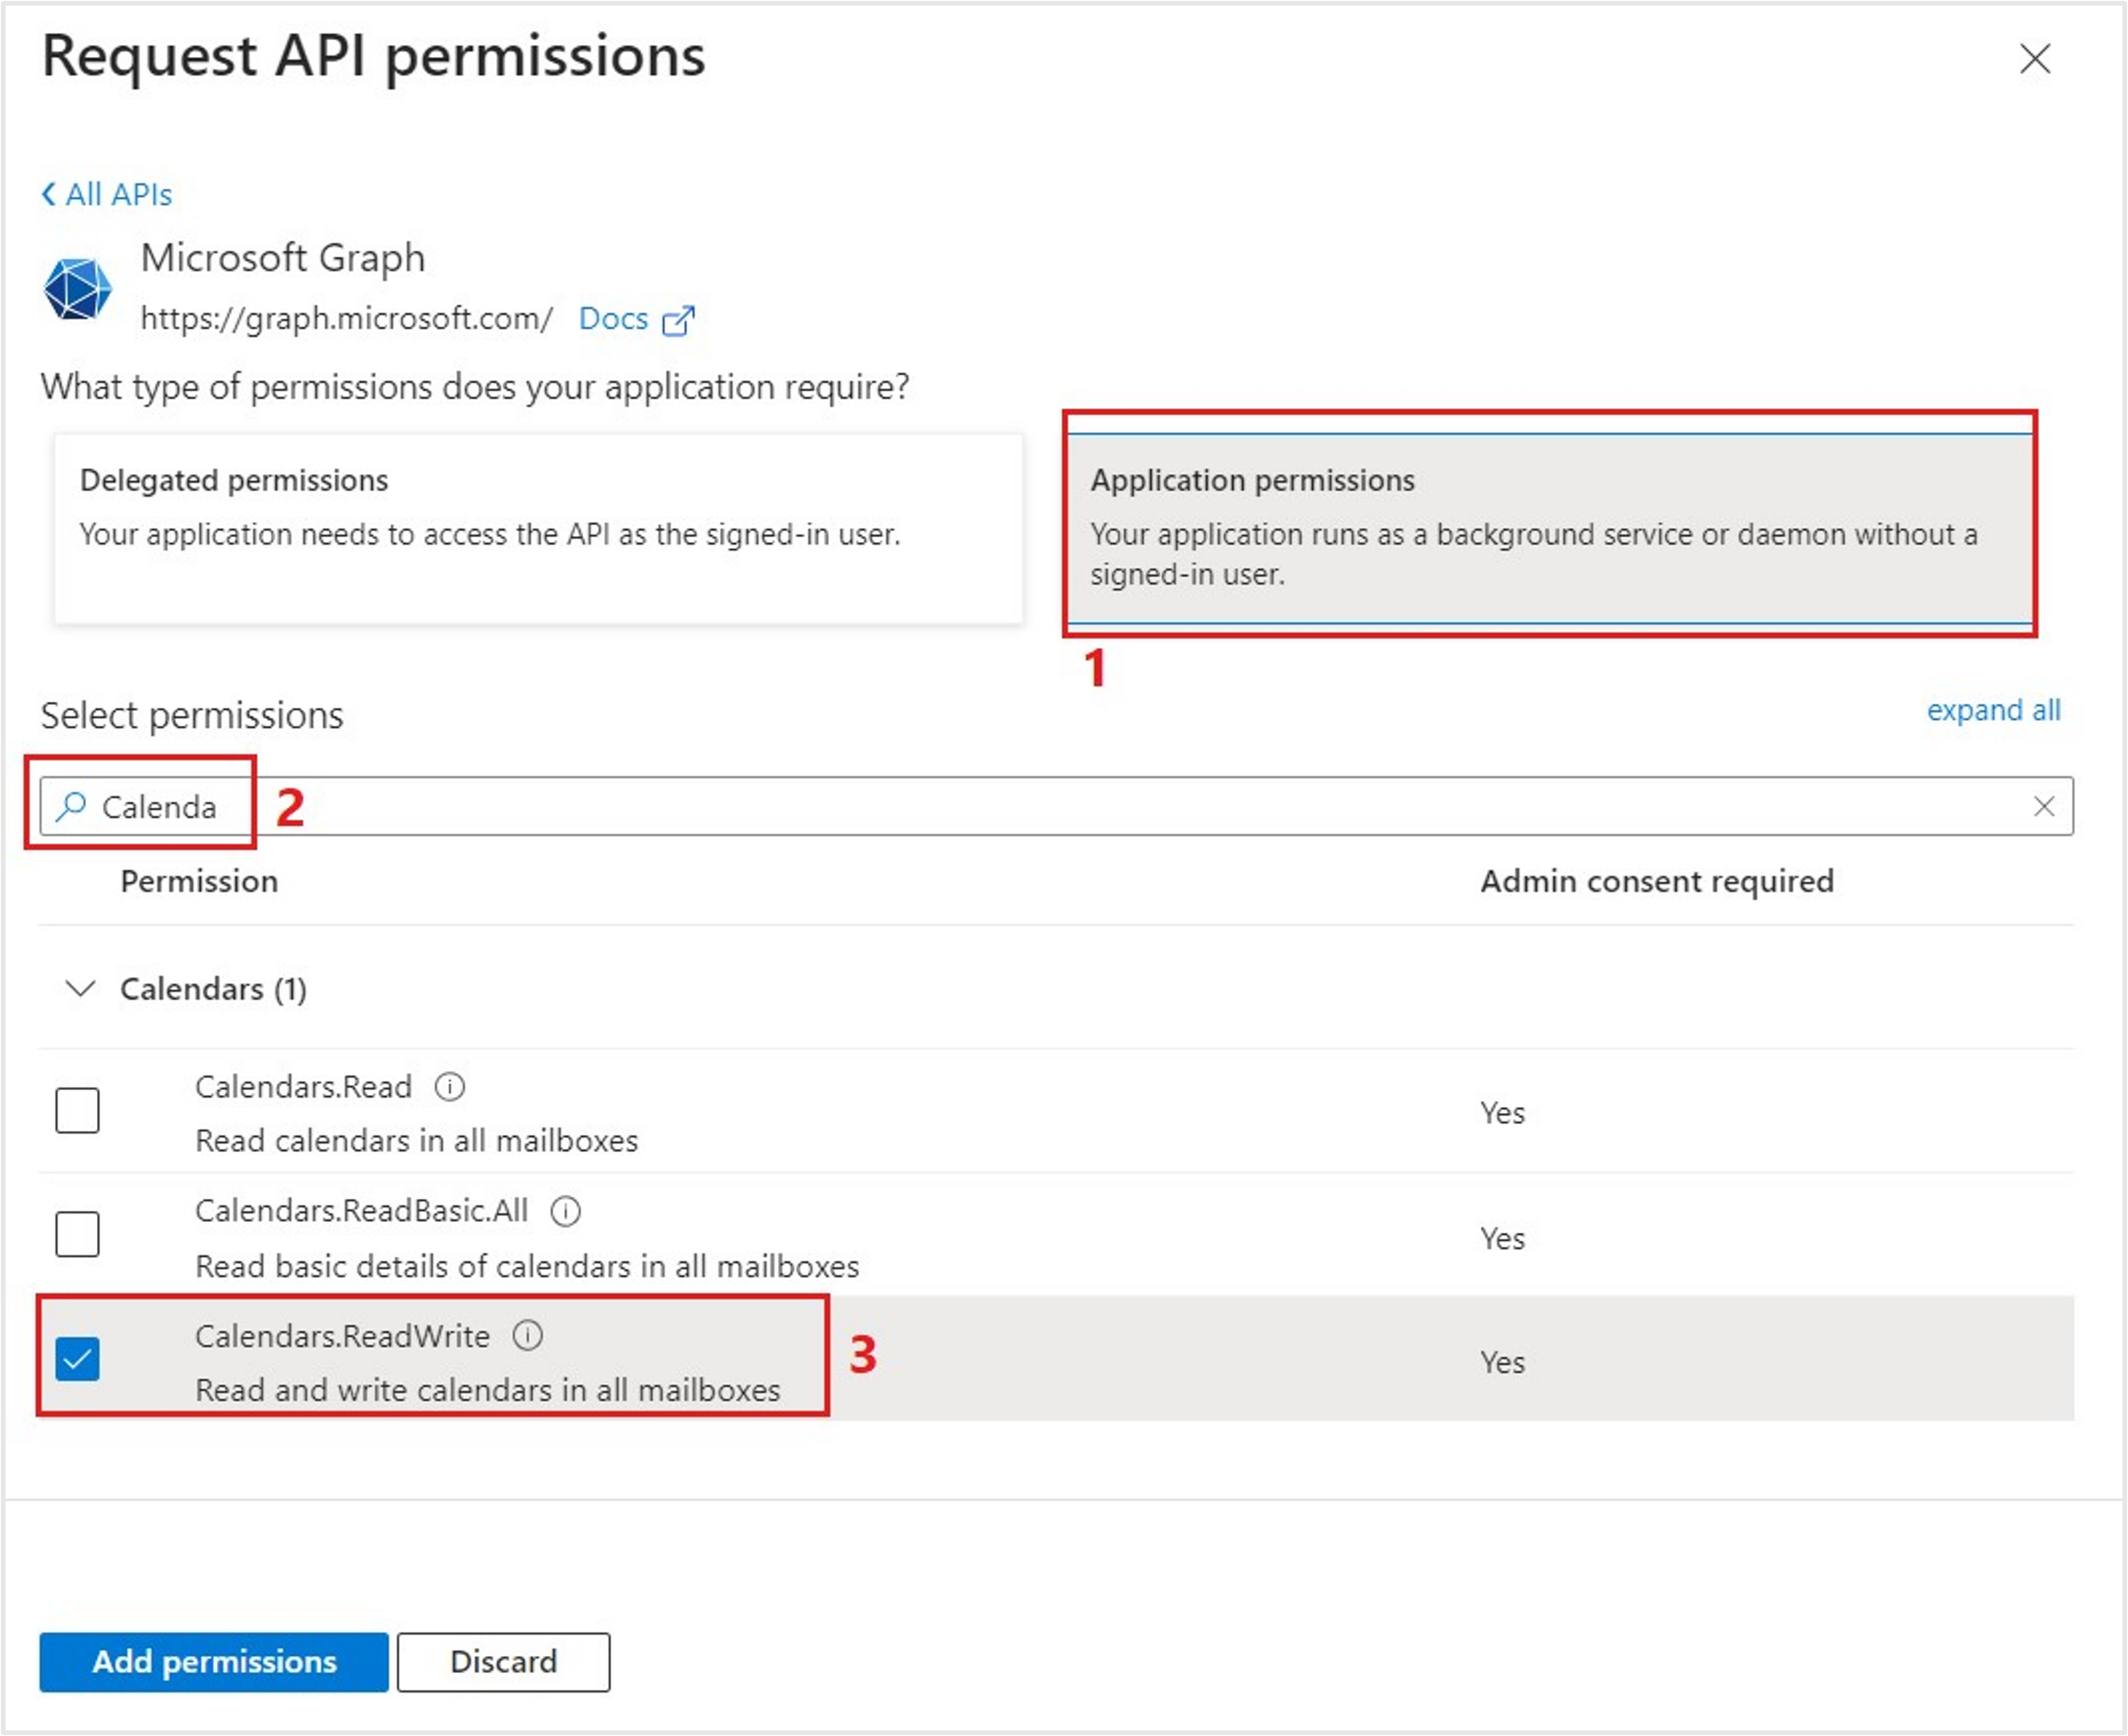 Request API permissions
All APIs
Microsoft Graph
https://graph.microsoft.com/ Docs
What type of permissions does your application require?
Delegated permissions
Your application needs to access the API as the signed-in user.
Application permissions
Your application runs as a background service or daemon without a
signed-in user.
1
Select permissions
expand all
Calenda
2
Permission Admin consent required
Calendars (1)
Calendars.Read
Read calendars in all mailboxes
Yes
Calendars.ReadBasic.All
Read basic details of calendars in all mailboxes
Yes
Calendars.ReadWrite
Read and write calendars in all mailboxes
3
Yes
Add permissions Discard